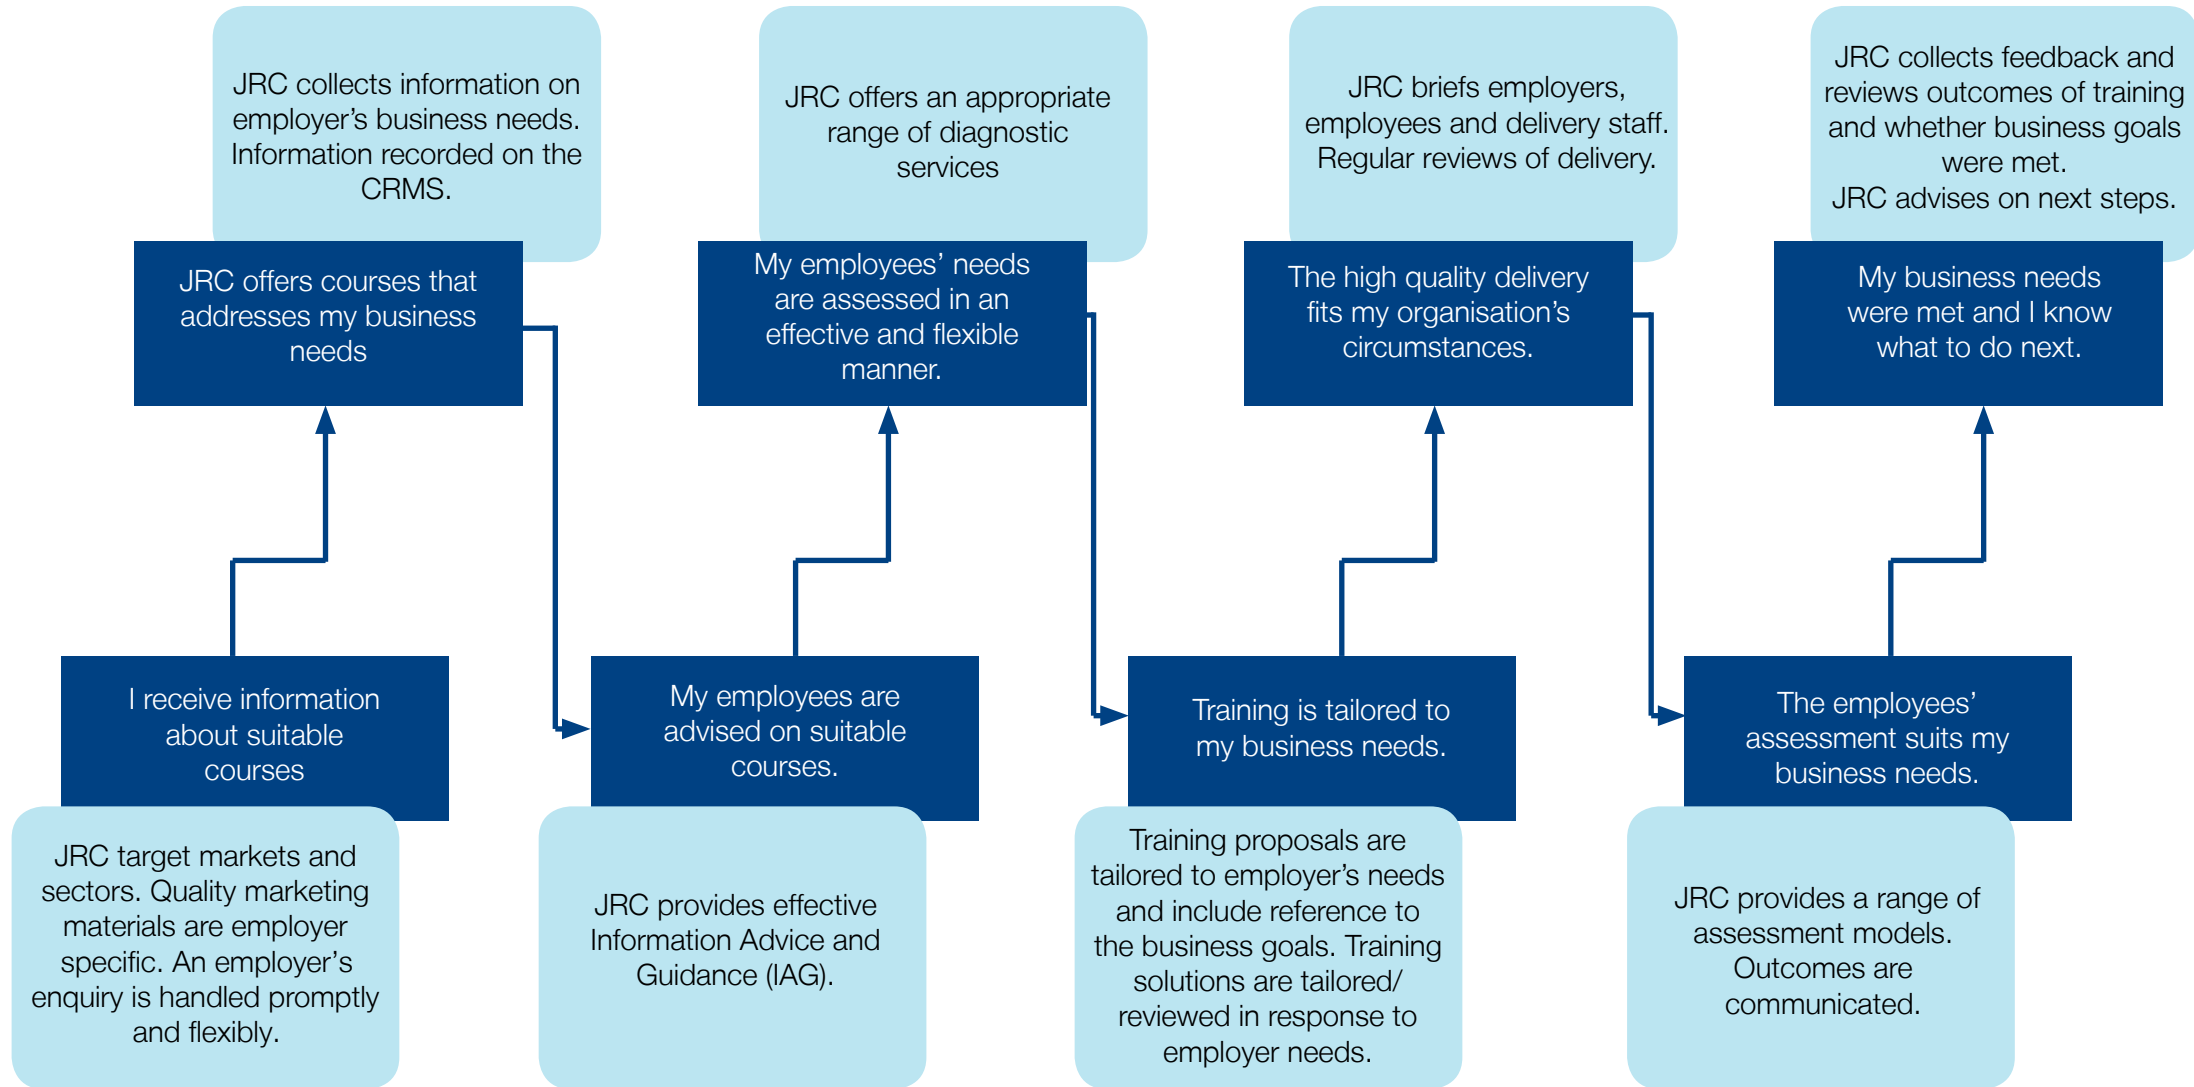 JRC collects information on
employer’s business needs.
Information recorded on the
CRMS.
JRC offers an appropriate
range of diagnostic
services
JRC briefs employers,
employees and delivery staff.
Regular reviews of delivery.
JRC collects feedback and
reviews outcomes of training
and whether business goals
were met.
JRC advises on next steps.
JRC offers courses that
addresses my business
needs
My employees’ needs
are assessed in an
effective and flexible
manner.
The high quality delivery
fits my organisation’s
circumstances.
My business needs
were met and I know
what to do next.
I receive information
about suitable
courses
My employees are
advised on suitable
courses.
Training is tailored to
my business needs.
The employees’
assessment suits my
business needs.
JRC target markets and
sectors. Quality marketing
materials are employer
specific. An employer’s
enquiry is handled promptly
and flexibly.
JRC provides effective
Information Advice and
Guidance (IAG).
Training proposals are
tailored to employer’s needs
and include reference to
the business goals. Training
solutions are tailored/
reviewed in response to
employer needs.
JRC provides a range of
assessment models.
Outcomes are
communicated.